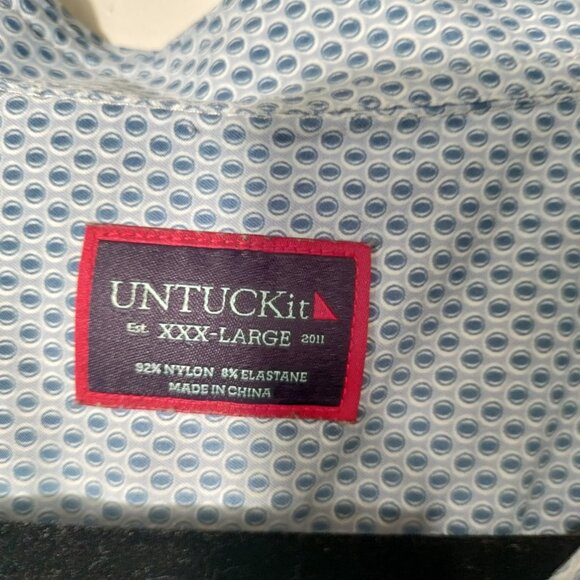 UNTUCKit
Est. XXX-LARGE 2011
92% NYLON 8% ELASTANE
MADE IN CHINA